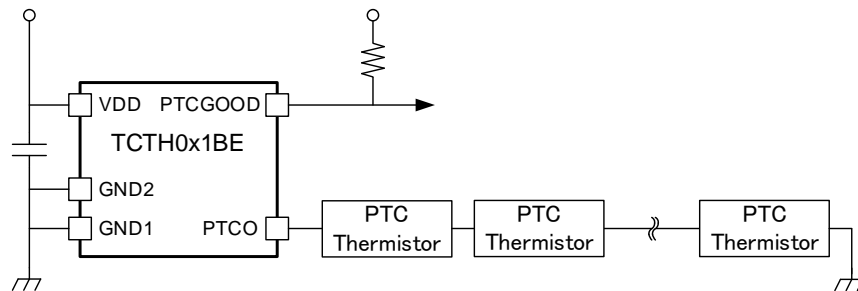 VDD PTCGOOD
TCTH0x1BE
GND2
GND1 PTCO
PTC
Thermistor
PTC
Thermistor
PTC
Thermistor